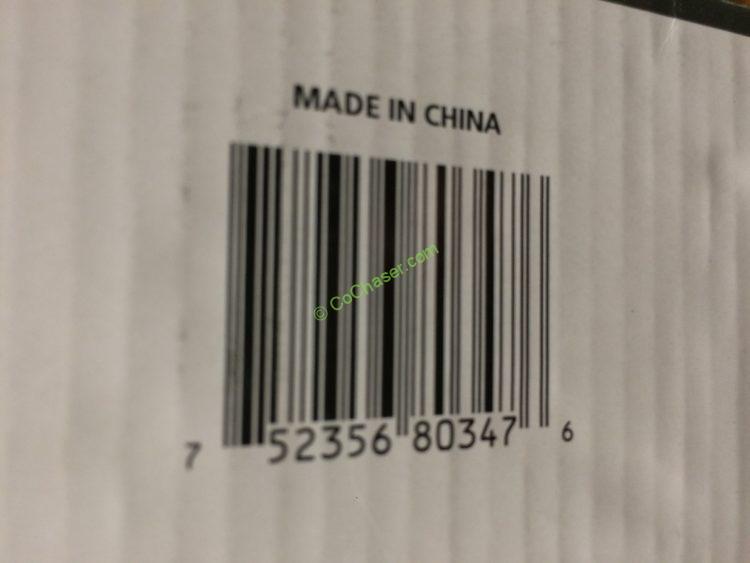 MADE IN CHINA
© CoChaser.com
7 52356 80347 6